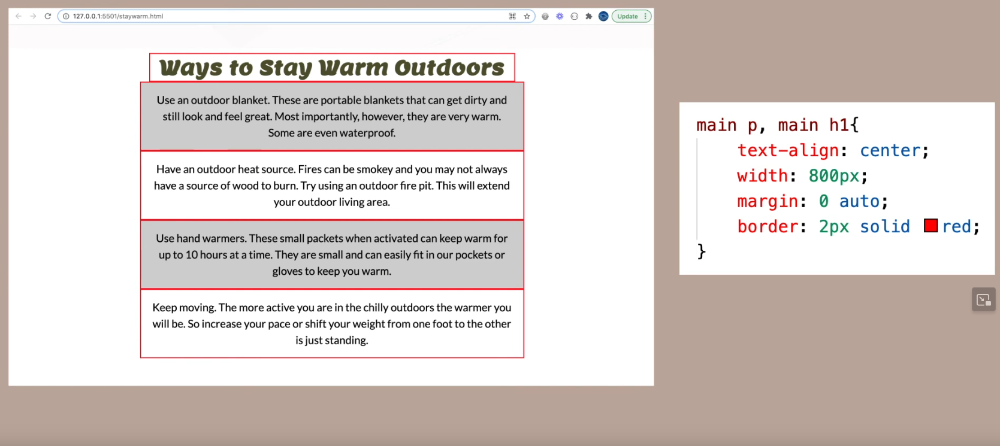 127.0.0.1:5501/staywarm.html
Update
Ways to Stay Warm Outdoors
Use an outdoor blanket. These are portable blankets that can get dirty and
still look and feel great. Most importantly, however, they are very warm.
Some are even waterproof.
Have an outdoor heat source. Fires can be smokey and you may not always
have a source of wood to burn. Try using an outdoor fire pit. This will extend
your outdoor living area.
Use hand warmers. These small packets when activated can keep warm for
up to 10 hours at a time. They are small and can easily fit in our pockets or
gloves to keep you warm.
Keep moving. The more active you are in the chilly outdoors the warmer you
will be. So increase your pace or shift your weight from one foot to the other
is just standing.
main p, main h1{
text-align: center;
width: 800px;
margin: 0 auto;
border: 2px solid red;
}